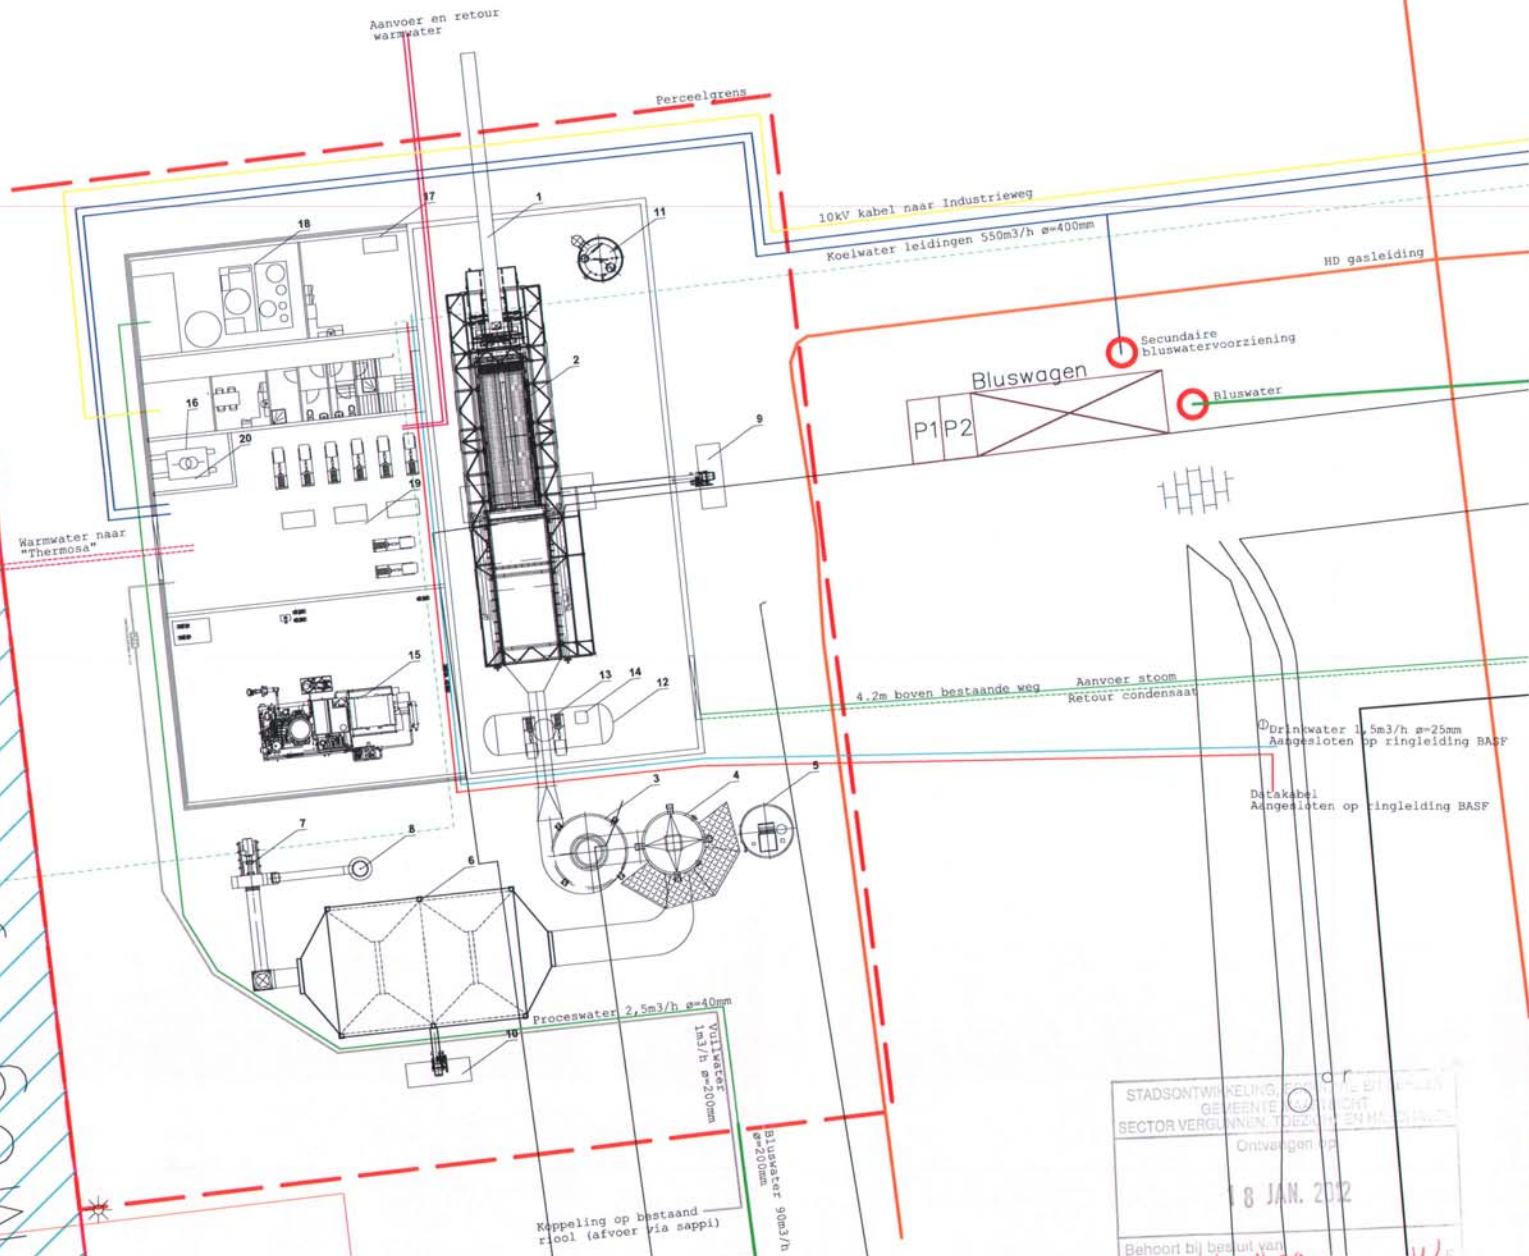 Aanvoer en retour
warmwater
Perceelgrens
17
1
11
18
10kV kabel naar Industrieweg
Koelwater leidingen 550m3/h ø=400mm
HD gasleiding
Secundaire
bluswatervoorziening
2
Bluswagen
Bluswater
P1 P2
16
20
9
19
Warmwater naar
"Thermosa"
15
13
14
12
4.2m boven bestaande weg
Aanvoer stoom
Retour condensaat
Drinkwater 1,5m3/h ø=25mm
Aangesloten op ringleiding BASF
Datakabel
Aangesloten op ringleiding BASF
3
4
5
7
8
6
Proceswater 2,5m3/h ø=40mm
10
Vuilwater
1m3/h ø=200mm
Bluswater 90m3/h
ø=200mm
Koppeling op bestaand
riool (afvoer via sappi)
STADSONTWIKKELING,
GEMEENTE
SECTOR VERGUNNEN,
Ontvangen op
18 JAN. 2012
Behoort bij besluit van